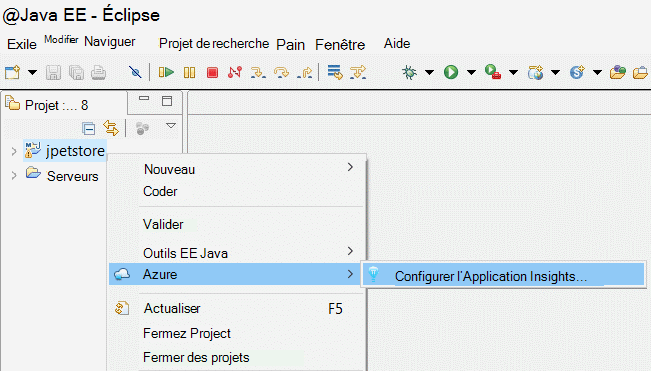 @Java EE - Éclipse
Exile Modifier Naviguer Projet de recherche Pain Fenêtre Aide
Projet :... 8
jpetstore
Serveurs
Nouveau
Coder
Valider
Outils EE Java
Azure
Configurer l'Application Insights...
Actualiser F5
Fermez Project
Fermer des projets